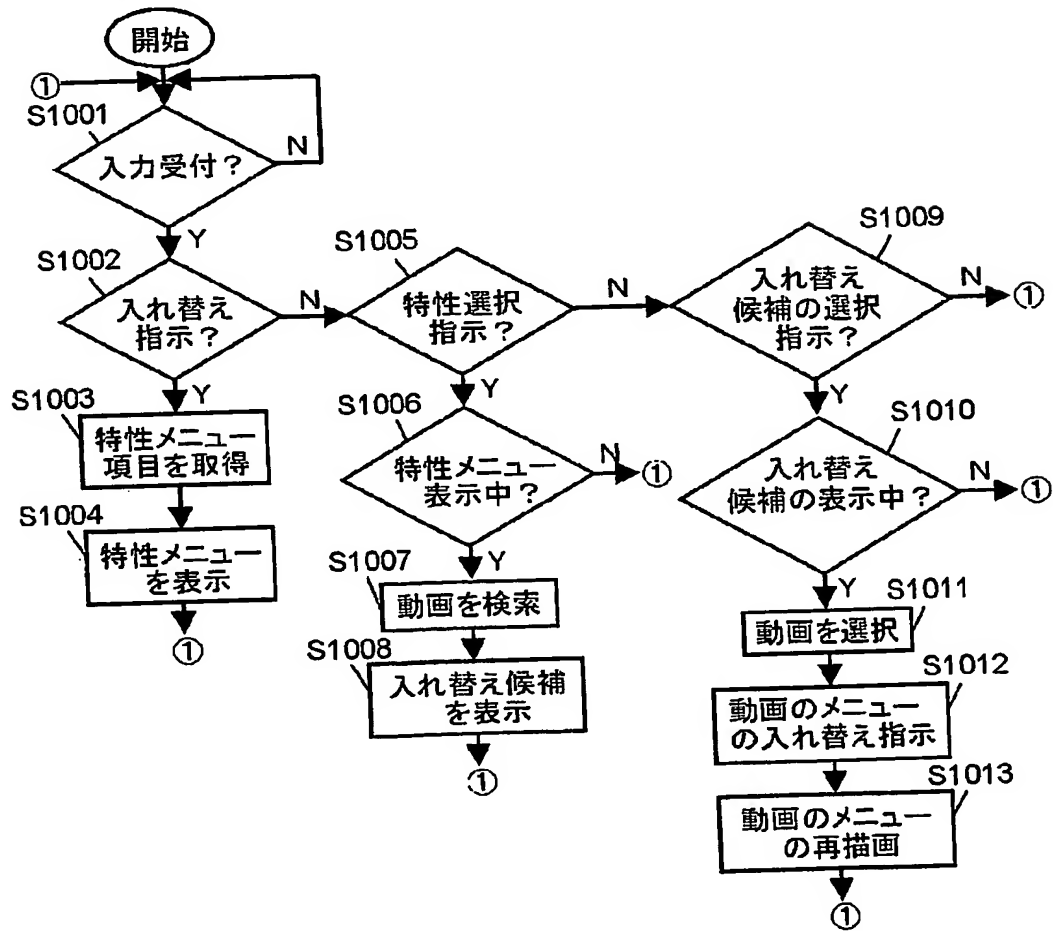 開始
①
S1001
入力受付?
N
Y
S1002
入れ替え
指示?
N
Y
S1003
特性メニュー
項目を取得
S1004
特性メニュー
を表示
①
S1005
特性選択
指示?
N
Y
S1006
特性メニュー
表示中?
N
①
Y
S1007
動画を検索
S1008
入れ替え候補
を表示
①
S1009
入れ替え
候補の選択
指示?
N
①
Y
S1010
入れ替え
候補の表示中?
N
①
Y
S1011
動画を選択
S1012
動画のメニュー
の入れ替え指示
S1013
動画のメニュー
の再描画
①